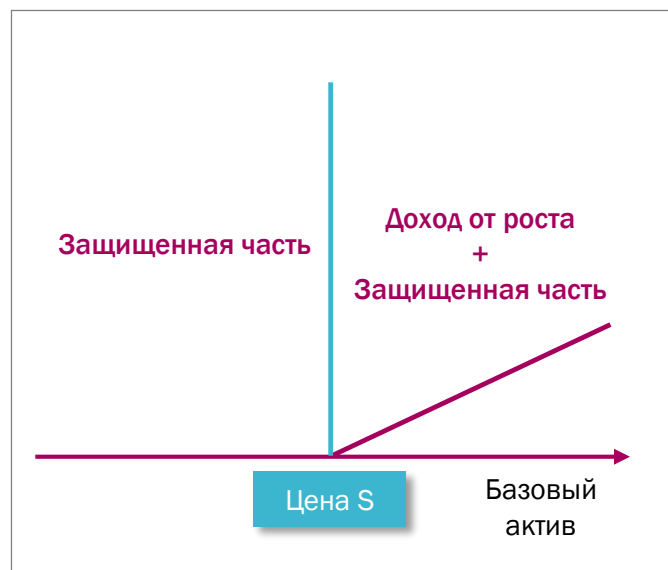 Защищенная часть
Доход от роста
+
Защищенная часть
Цена S
Базовый
актив